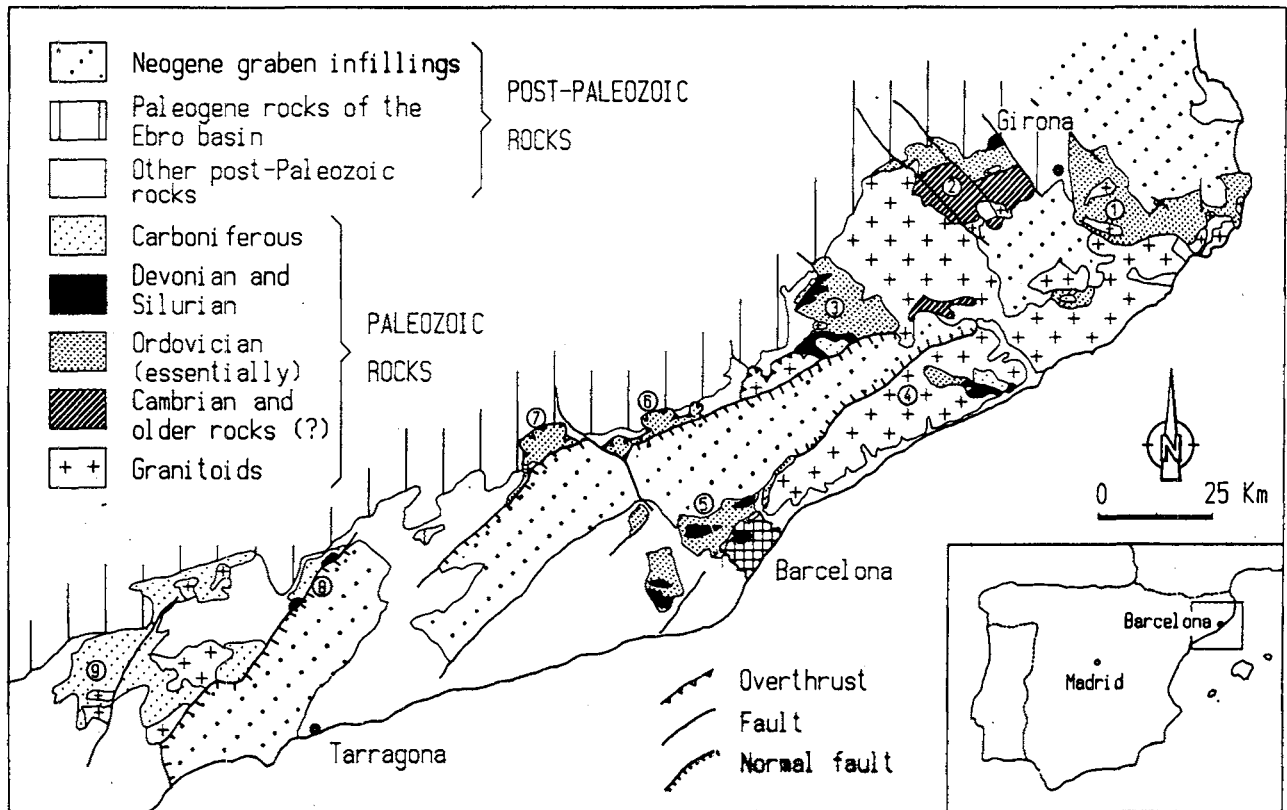 Neogene graben infillings
Paleogene rocks of the
Ebro basin
Other post-Paleozoic
rocks
POST-PALEOZOIC
ROCKS
Carboniferous
Devonian and
Silurian
Ordovician
(essentially)
Cambrian and
older rocks (?)
Granitoids
PALEOZOIC
ROCKS
Girona
2
1
3
4
6
7
5
8
9
Barcelona
Tarragona
N
0 25 Km
Overthrust
Fault
Normal fault
Barcelona
Madrid